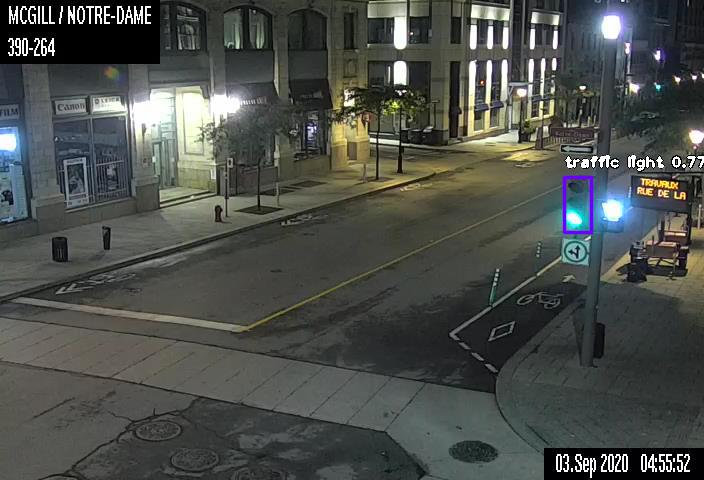 MCGILL / NOTRE-DAME
390-264
FILM
Canon
traffic light 0.77
TRAVAUX
RUE DE LA
03.Sep 2020 04:55:52